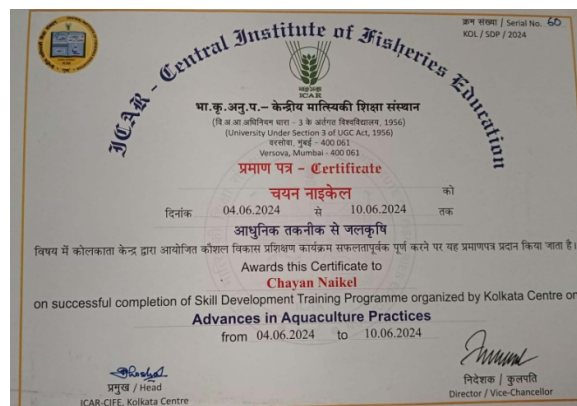 क्रम संख्या / Serial No. 60
KOL / SDP / 2024
ICAR - Central Institute of Fisheries Education
भाकृअनुप
ICAR
भा.कृ.अनु.प.– केन्द्रीय मात्स्यिकी शिक्षा संस्थान
(वि.अ.आ अधिनियम धारा - 3 के अर्तगत विश्वविद्यालय, 1956)
(University Under Section 3 of UGC Act, 1956)
वरसोवा, मुंबई - 400 061
Versova, Mumbai - 400 061
प्रमाण पत्र – Certificate
चयन नाइकेल को
दिनांक 04.06.2024 से 10.06.2024 तक
आधुनिक तकनीक से जलकृषि
विषय में कोलकाता केन्द्र द्वारा आयोजित कौशल विकास प्रशिक्षण कार्यक्रम सफलतापूर्वक पूर्ण करने पर यह प्रमाणपत्र प्रदान किया जाता है।
Awards this Certificate to
Chayan Naikel
on successful completion of Skill Development Training Programme organized by Kolkata Centre on
Advances in Aquaculture Practices
from 04.06.2024 to 10.06.2024
प्रमुख / Head
ICAR-CIFE, Kolkata Centre
निदेशक / कुलपति
Director / Vice-Chancellor